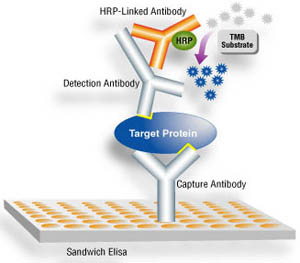 HRP-Linked Antibody
HRP
TMB
Substrate
Detection Antibody
Target Protein
Capture Antibody
Sandwich Elisa